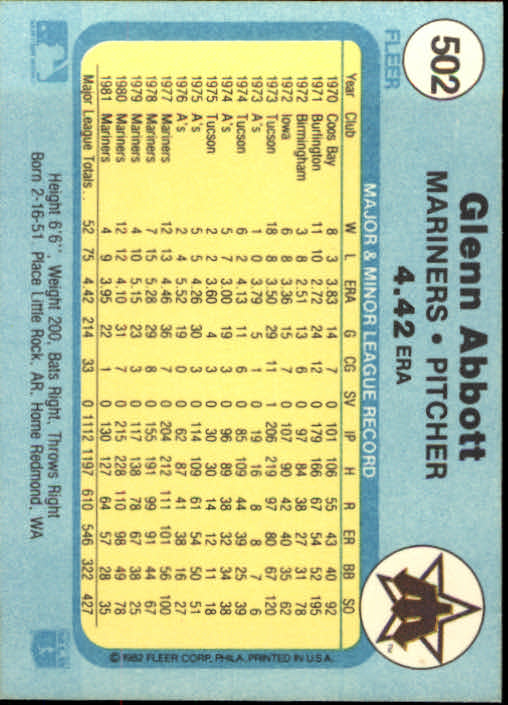 502
FLEER
Glenn Abbott
MARINERS • PITCHER
4.42 ERA
MAJOR & MINOR LEAGUE RECORD
Year Club W L ERA G CG SV IP H R ER BB SO
1970 Coos Bay 8 3 3.83 14 7 101 106 55 43 40 92
1971 Burlington 11 10 2.72 24 12 179 166 67 54 52 195
1972 Birmingham 3 8 2.51 13 6 97 84 38 27 31 78
1972 Iowa 6 8 3.36 15 7 107 90 42 40 35 62
1973 Tucson 18 8 3.50 29 11 1 206 219 97 80 67 120
1973 A's 1 0 3.79 5 1 0 19 16 8 8 7 6
1974 Tucson 6 2 4.13 11 6 85 109 44 39 25 39
1974 A's 5 7 3.00 19 3 0 96 89 38 32 34 38
1975 Tucson 2 2 3.60 4 3 30 30 14 12 11 18
1975 A's 5 5 4.26 30 3 0 114 109 61 54 51
1976 A's 2 4 5.52 19 0 0 62 87 41 38 16 27
1977 Mariners 12 13 4.46 36 7 0 204 212 111 101 56 100
1978 Mariners 7 15 5.28 29 8 0 155 191 99 91 44 67
1979 Mariners 4 10 5.15 23 3 0 117 138 78 67 38 25
1980 Mariners 12 12 4.10 31 7 0 215 228 110 98 49 78
1981 Mariners 4 9 3.95 22 1 0 130 127 64 57 28 35
Major League Totals . . 52 75 4.42 214 33 0 1112 1197 610 546 322 427
© 1982 FLEER CORP., PHILA. PRINTED IN U.S.A.
Height 6'6", Weight 200, Bats Right, Throws Right
Born 2-16-51 Place Little Rock, AR. Home Redmond, WA